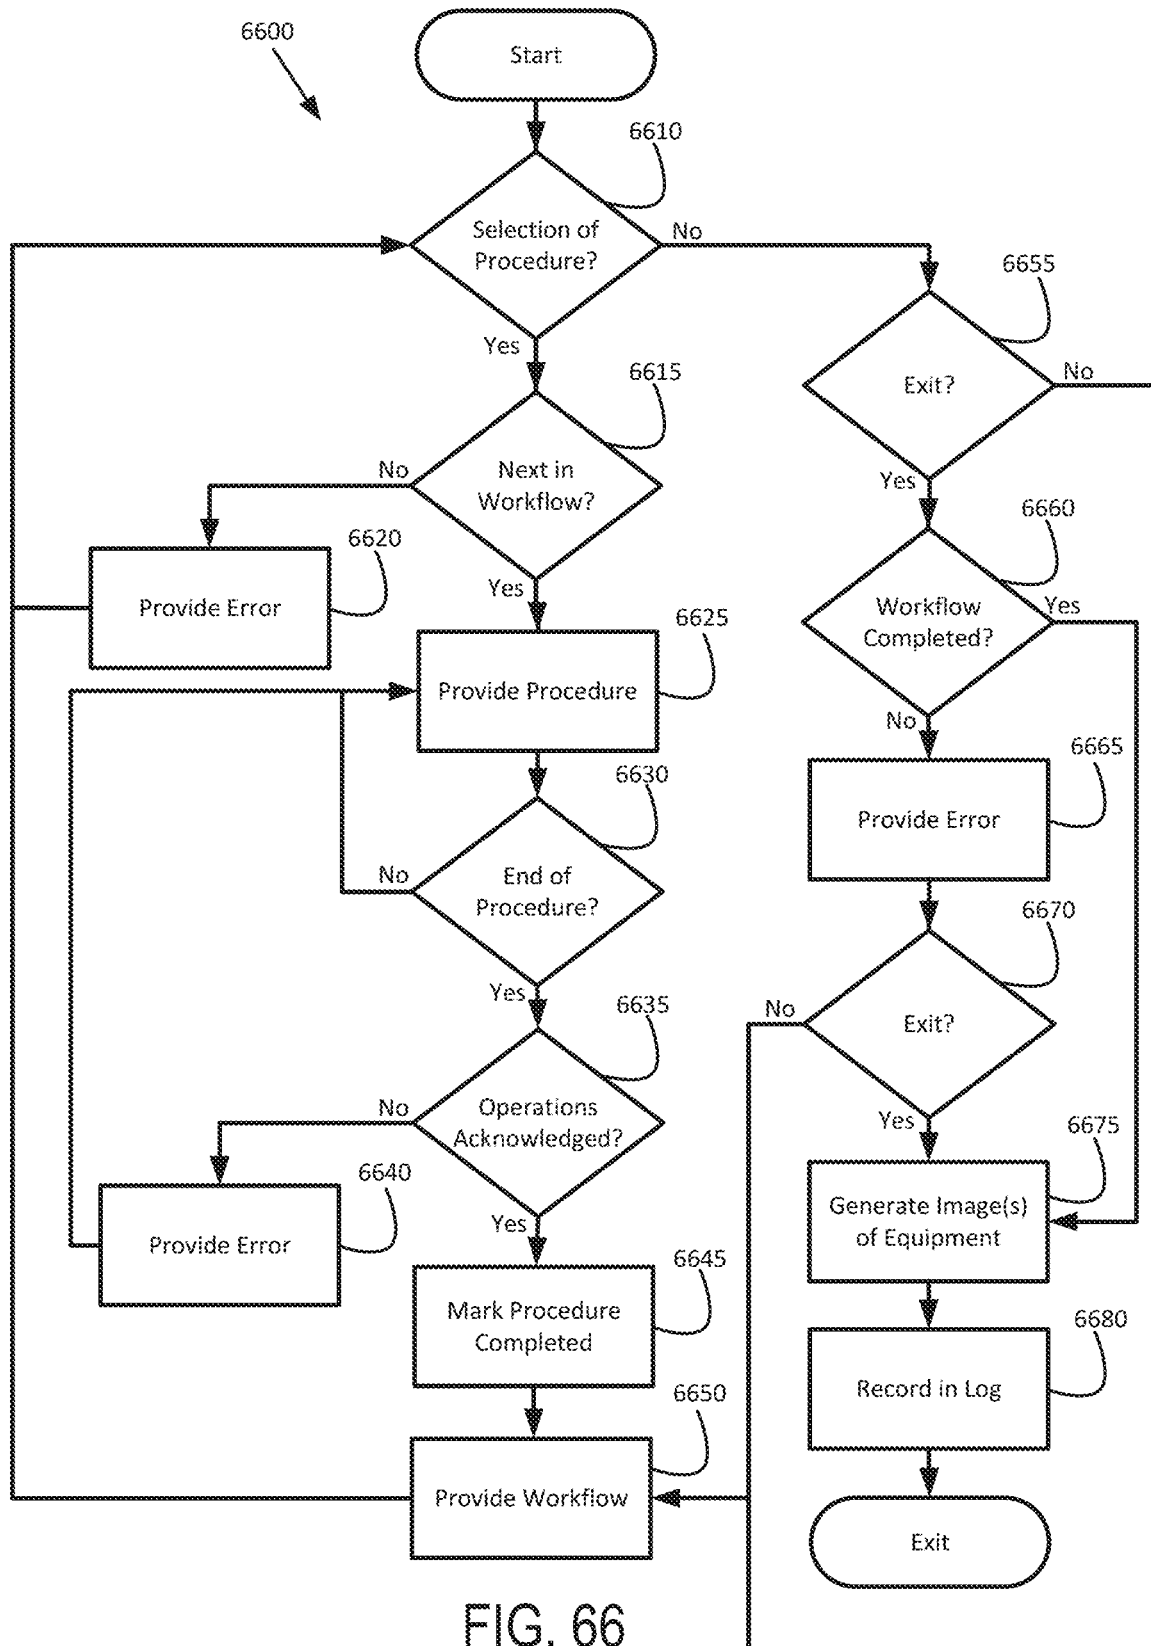 6600
Start
6610
Selection of
Procedure?
No
6655
Yes
Exit?
No
6615
Next in
Workflow?
No
Yes
6660
6620
Provide Error
Yes
Workflow
Completed?
Yes
6625
Provide Procedure
No
6665
Provide Error
6630
End of
Procedure?
No
6670
Yes
Exit?
No
6635
Operations
Acknowledged?
No
Yes
6675
Generate Image(s)
of Equipment
6640
Provide Error
Yes
6645
Mark Procedure
Completed
6680
Record in Log
6650
Provide Workflow
Exit
FIG. 66